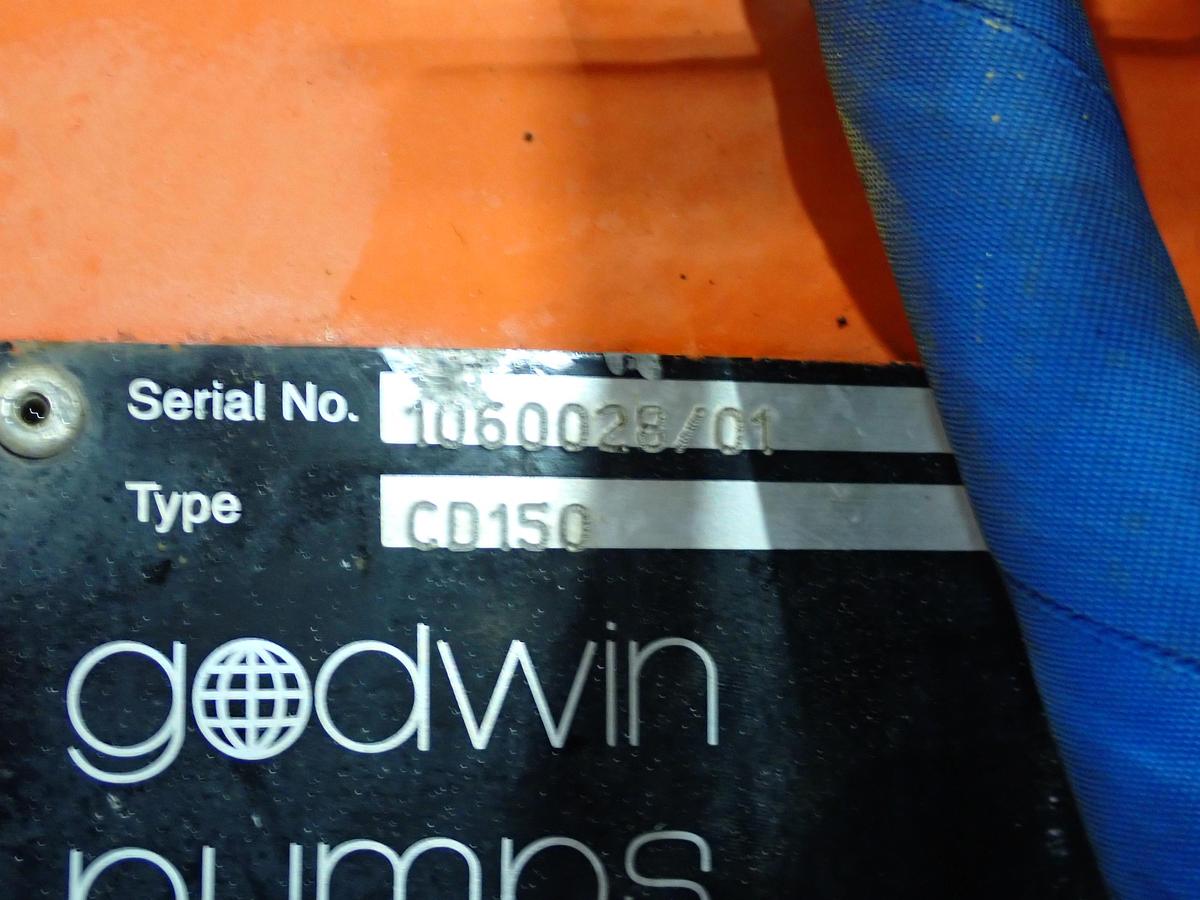 Serial No. 1060028/01
Type CD150
godwin
pumps